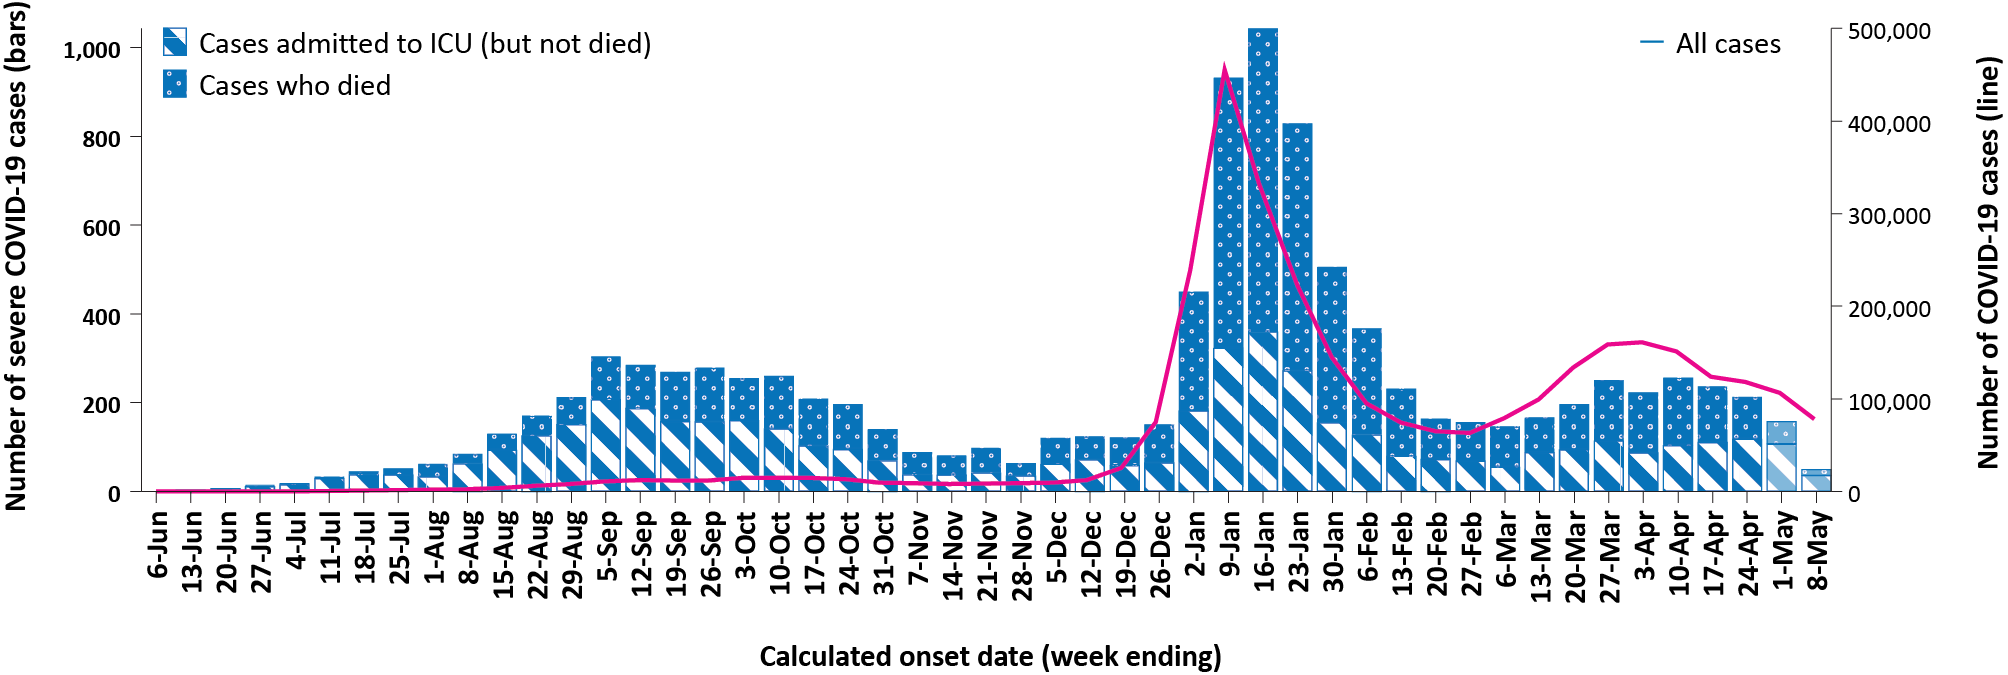 Number of severe COVID-19 cases (bars)
1,000
800
600
400
200
0
Cases admitted to ICU (but not died)
Cases who died
All cases
500,000
400,000
300,000
200,000
100,000
0
Number of COVID-19 cases (line)
6-Jun
13-Jun
20-Jun
27-Jun
4-Jul
11-Jul
18-Jul
25-Jul
1-Aug
8-Aug
15-Aug
22-Aug
29-Aug
5-Sep
12-Sep
19-Sep
26-Sep
3-Oct
10-Oct
17-Oct
24-Oct
31-Oct
7-Nov
14-Nov
21-Nov
28-Nov
5-Dec
12-Dec
19-Dec
26-Dec
2-Jan
9-Jan
16-Jan
23-Jan
30-Jan
6-Feb
13-Feb
20-Feb
27-Feb
6-Mar
13-Mar
20-Mar
27-Mar
3-Apr
10-Apr
17-Apr
24-Apr
1-May
8-May
Calculated onset date (week ending)